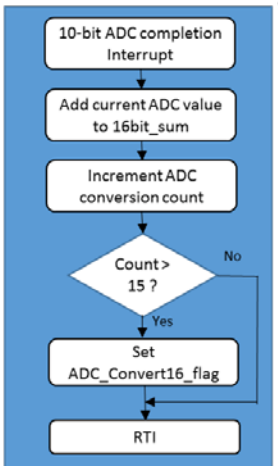 10-bit ADC completion
Interrupt
Add current ADC value
to 16bit_sum
Increment ADC
conversion count
Count >
15 ?
No
Yes
Set
ADC_Convert16_flag
RTI